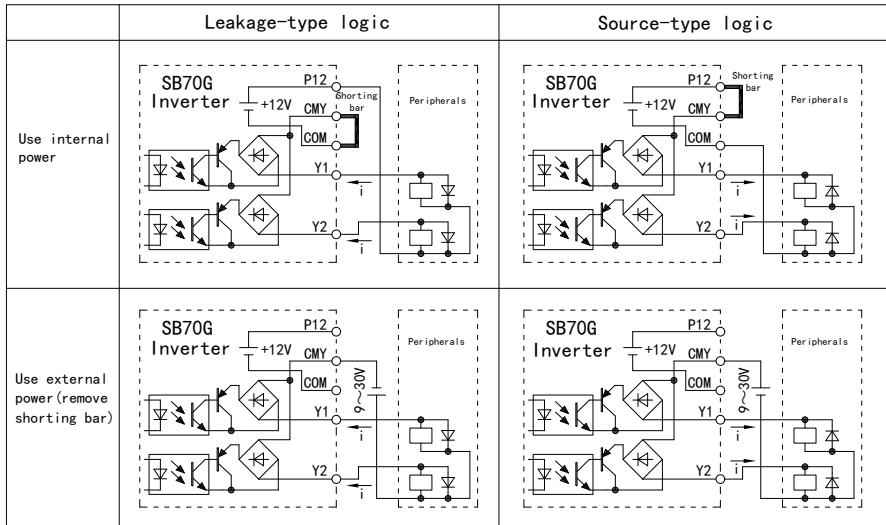 Leakage-type logic
Source-type logic
Use internal
power
SB70G
Inverter
+12V
P12
Shorting
bar
CMY
COM
Y1
i
Y2
i
Peripherals
SB70G
Inverter
+12V
P12
Shorting
bar
CMY
COM
Y1
i
Y2
i
Peripherals
Use external
power(remove
shorting bar)
SB70G
Inverter
+12V
P12
CMY
COM
9～30V
Y1
i
Y2
i
Peripherals
SB70G
Inverter
+12V
P12
CMY
COM
9～30V
Y1
i
Y2
i
Peripherals